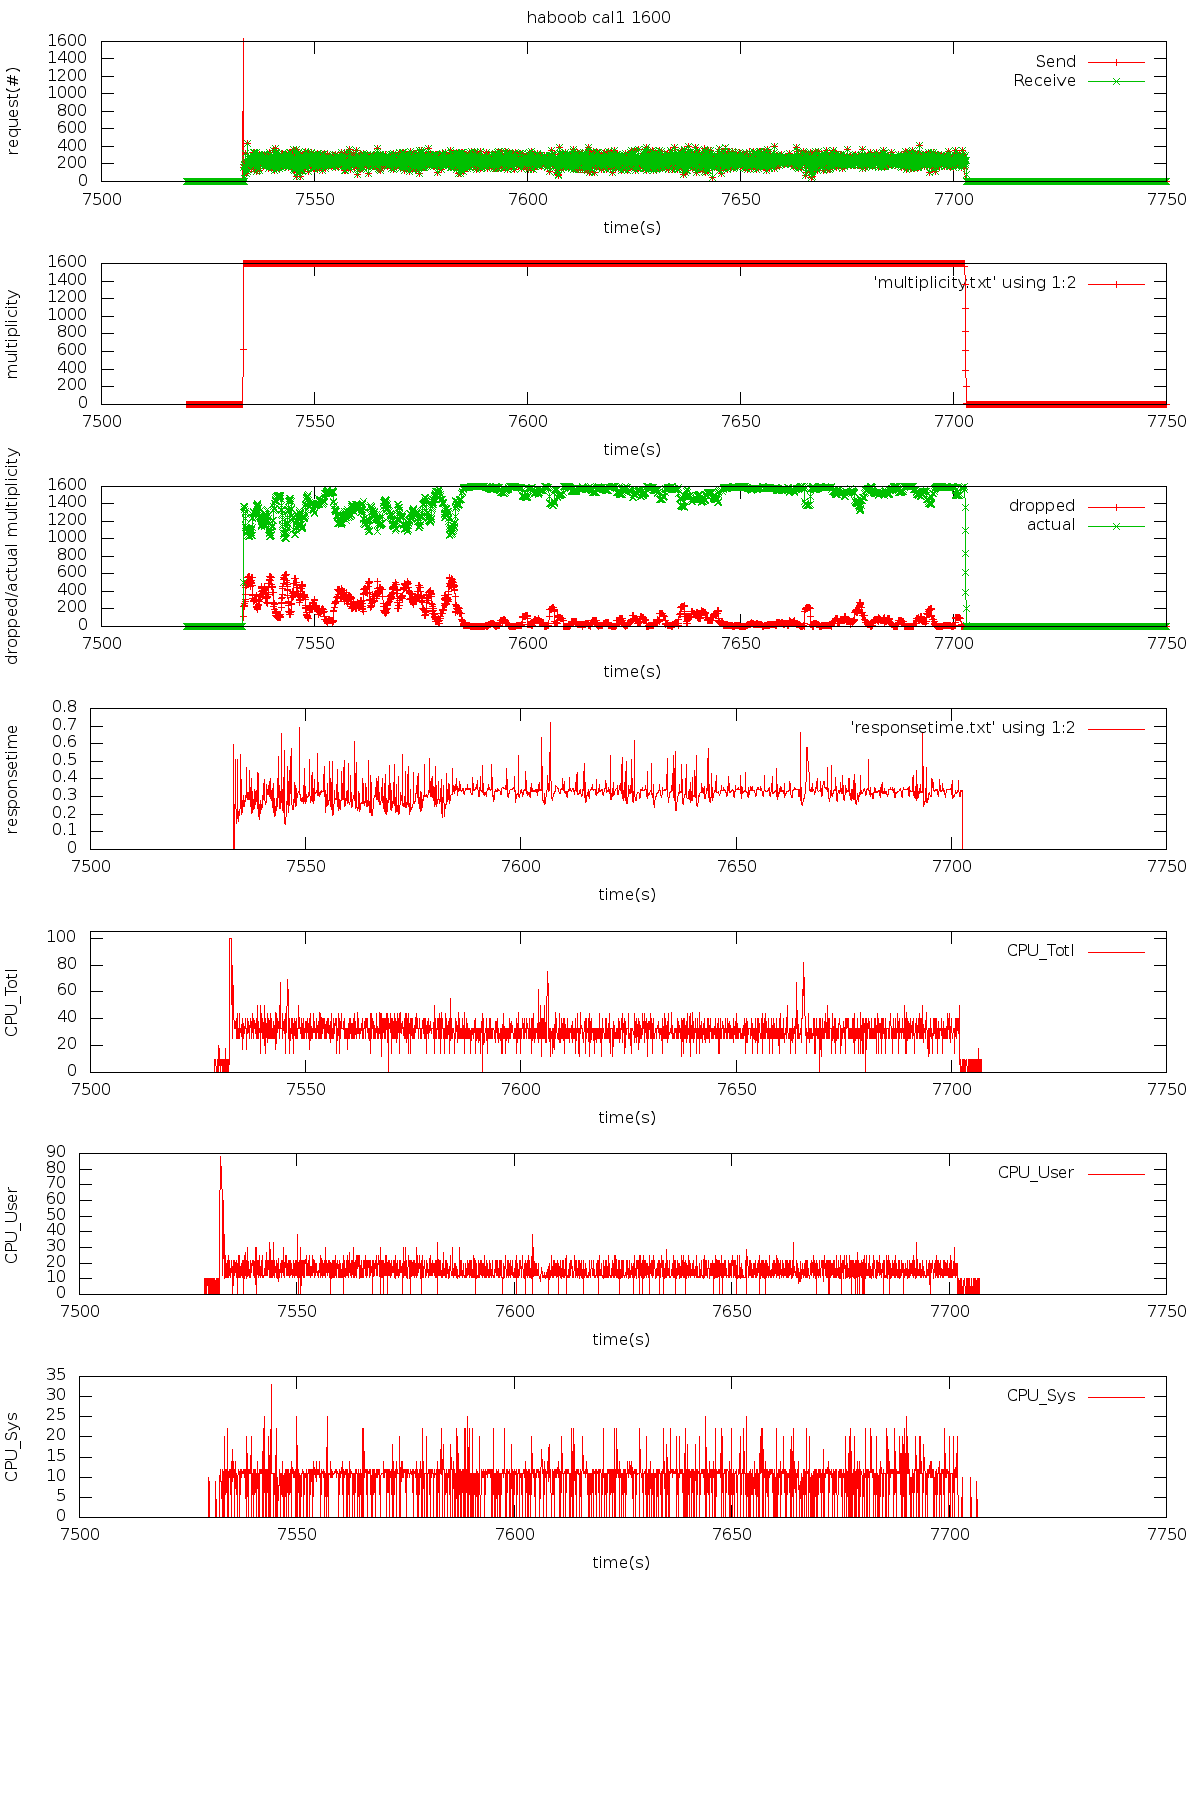 haboob cal1 1600
request(#)
1600
1400
1200
1000
800
600
400
200
0
Send
Receive
7500 7550 7600 7650 7700 7750
time(s)
multiplicity
1600
1400
1200
1000
800
600
400
200
0
'multiplicity.txt' using 1:2
7500 7550 7600 7650 7700 7750
time(s)
dropped/actual multiplicity
1600
1400
1200
1000
800
600
400
200
0
dropped
actual
7500 7550 7600 7650 7700 7750
time(s)
responsetime
0.8
0.7
0.6
0.5
0.4
0.3
0.2
0.1
0
'responsetime.txt' using 1:2
7500 7550 7600 7650 7700 7750
time(s)
CPU_Totl
100
80
60
40
20
0
CPU_Totl
7500 7550 7600 7650 7700 7750
time(s)
CPU_User
90
80
70
60
50
40
30
20
10
0
CPU_User
7500 7550 7600 7650 7700 7750
time(s)
CPU_Sys
35
30
25
20
15
10
5
0
CPU_Sys
7500 7550 7600 7650 7700 7750
time(s)